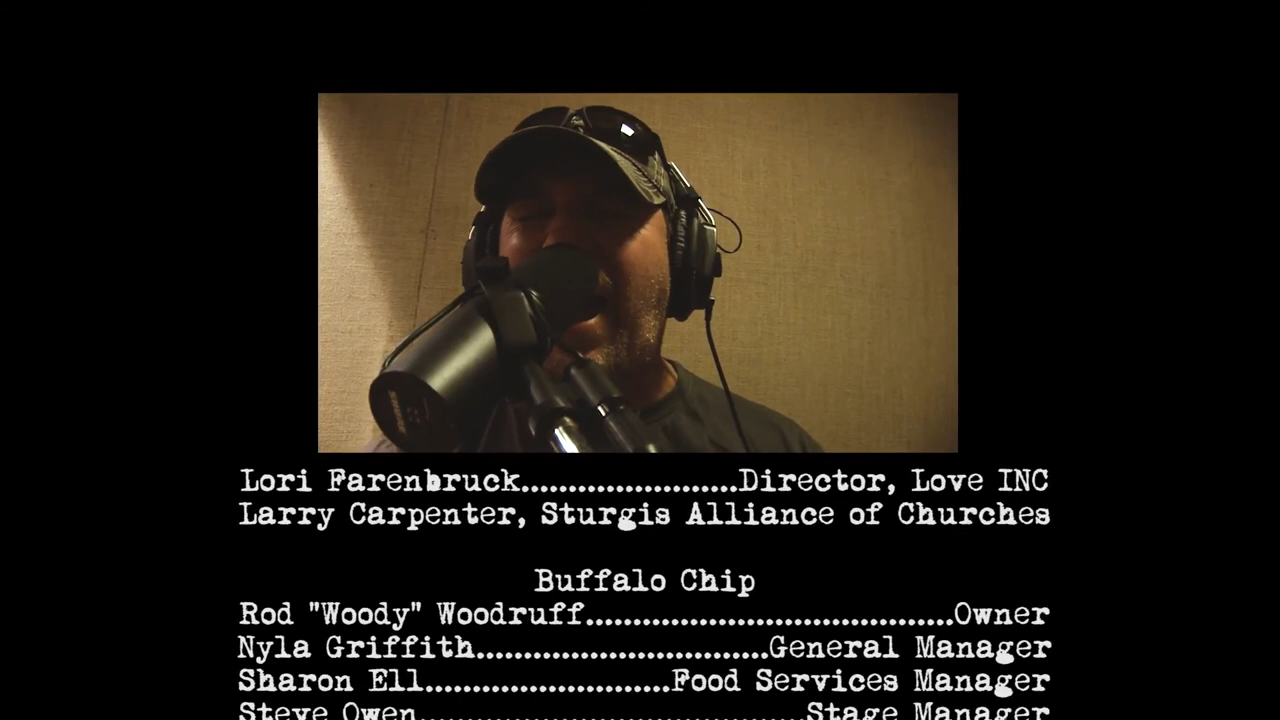 Lori Farenbruck.......................Director, Love INC
Larry Carpenter, Sturgis Alliance of Churches
Buffalo Chip
Rod "Woody" Woodruff.......................................Owner
Nyla Griffith...............................General Manager
Sharon Ell..........................Food Services Manager
Steve Owen.........................................Stage Manager